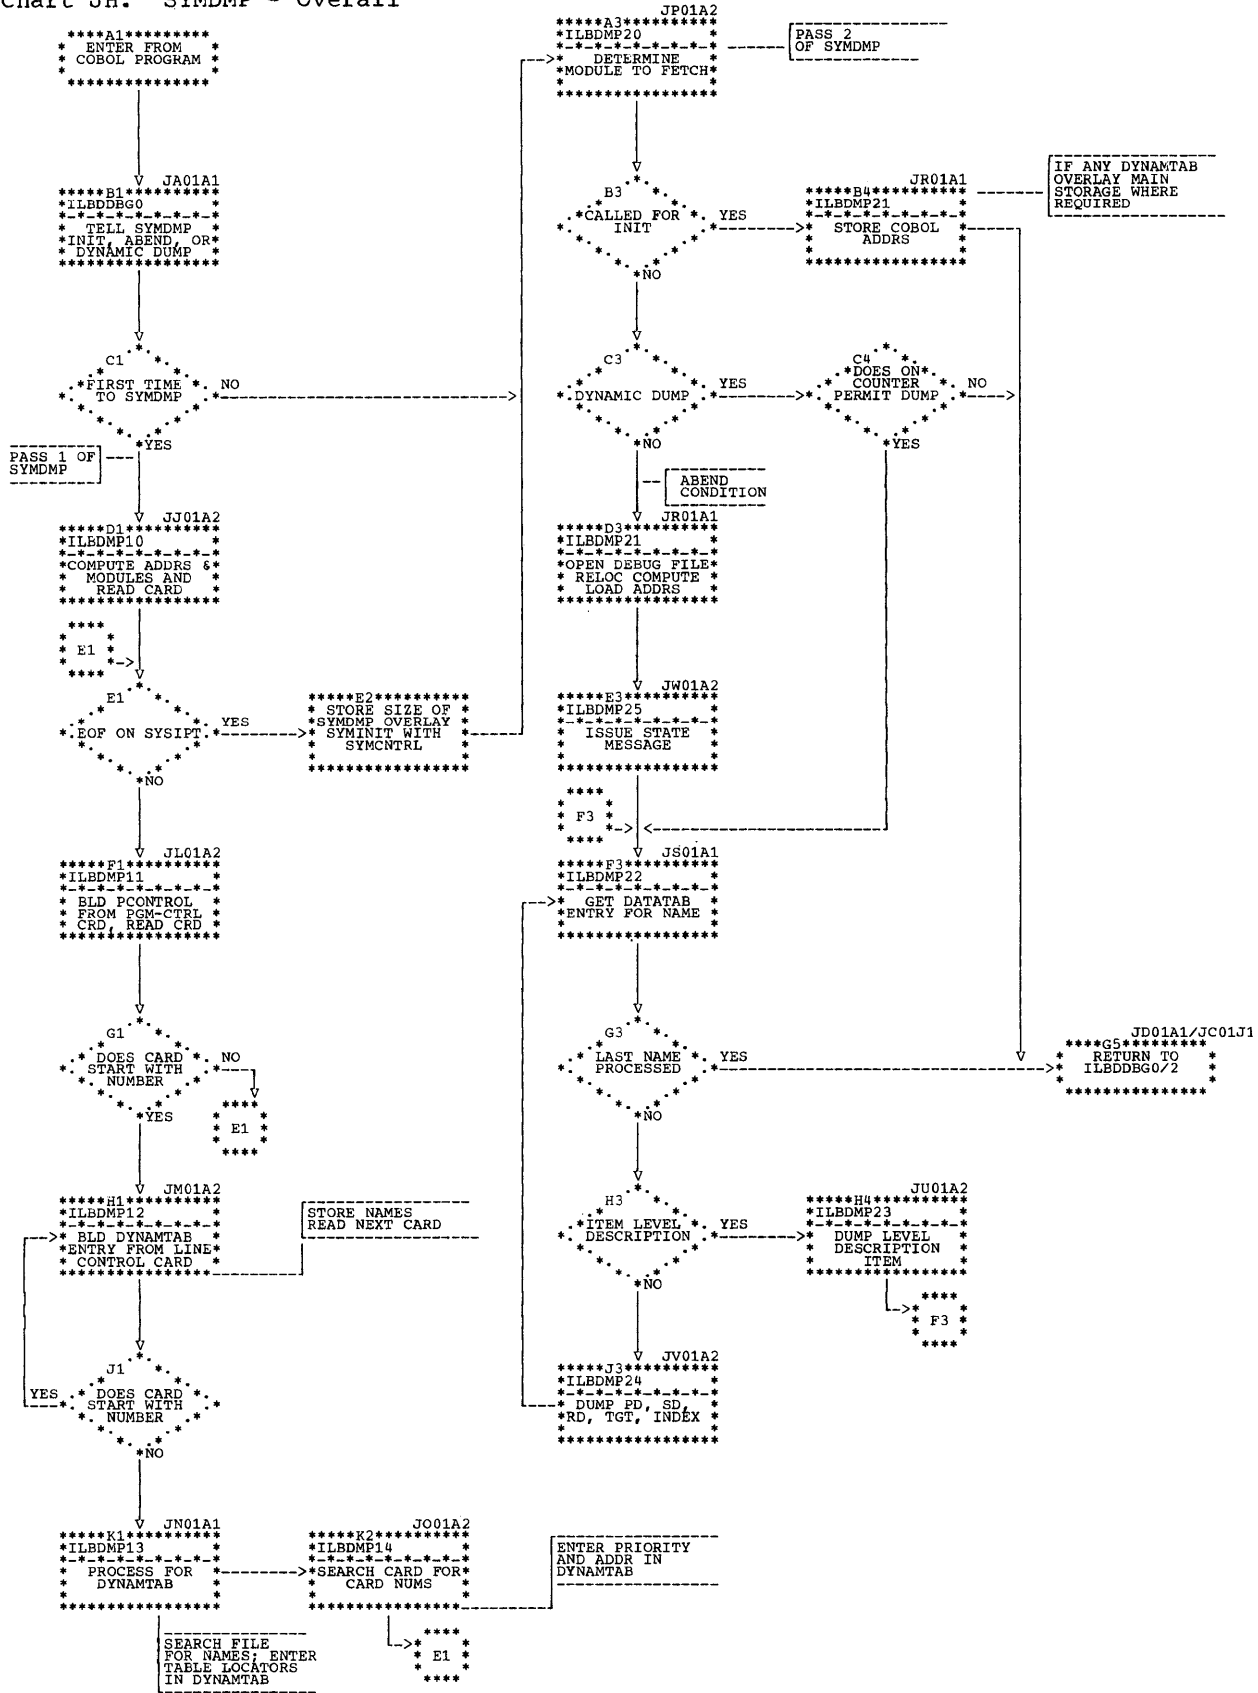 Chart JH. SYMDMP - Overall
*****A1*********
ENTER FROM
COBOL PROGRAM
JA01A1
*****B1**********
*ILBDDBG0
TELL SYMDMP
INIT, ABEND, OR
DYNAMIC DUMP
C1
FIRST TIME
TO SYMDMP
NO
YES
PASS 1 OF
SYMDMP
JJ01A2
*****D1**********
*ILBDMP10
COMPUTE ADDRS &
MODULES AND
READ CARD
E1
E1
EOF ON SYSIPT
YES
NO
*****E2**********
STORE SIZE OF
SYMDMP OVERLAY
SYMINIT WITH
SYMCNTRL
JL01A2
*****F1**********
*ILBDMP11
BLD PCONTROL
FROM PGM-CTRL
CRD, READ CRD
G1
DOES CARD
START WITH
NUMBER
NO
YES
E1
JM01A2
*****H1**********
*ILBDMP12
BLD DYNAMTAB
ENTRY FROM LINE
CONTROL CARD
STORE NAMES
READ NEXT CARD
J1
YES
DOES CARD
START WITH
NUMBER
NO
JN01A1
*****K1**********
*ILBDMP13
PROCESS FOR
DYNAMTAB
SEARCH FILE
FOR NAMES; ENTER
TABLE LOCATORS
IN DYNAMTAB
JO01A2
*****K2**********
*ILBDMP14
SEARCH CARD FOR
CARD NUMS
E1
ENTER PRIORITY
AND ADDR IN
DYNAMTAB
JP01A2
*****A3**********
*ILBDMP20
DETERMINE
MODULE TO FETCH
PASS 2
OF SYMDMP
B3
CALLED FOR
INIT
YES
NO
JR01A1
*****B4**********
*ILBDMP21
STORE COBOL
ADDRS
IF ANY DYNAMTAB
OVERLAY MAIN
STORAGE WHERE
REQUIRED
C3
DYNAMIC DUMP
YES
NO
C4
DOES ON
COUNTER
PERMIT DUMP
NO
YES
ABEND
CONDITION
JR01A1
*****D3**********
*ILBDMP21
OPEN DEBUG FILE
RELOC COMPUTE
LOAD ADDRS
JW01A2
*****E3**********
*ILBDMP25
ISSUE STATE
MESSAGE
F3
JS01A1
*****F3**********
*ILBDMP22
GET DATATAB
ENTRY FOR NAME
G3
LAST NAME
PROCESSED
YES
NO
JD01A1/JC01J1
****G5*********
RETURN TO
ILBDDBG0/2
H3
ITEM LEVEL
DESCRIPTION
YES
NO
JU01A2
*****H4**********
*ILBDMP23
DUMP LEVEL
DESCRIPTION
ITEM
F3
JV01A2
*****J3**********
*ILBDMP24
DUMP PD, SD,
RD, TGT, INDEX